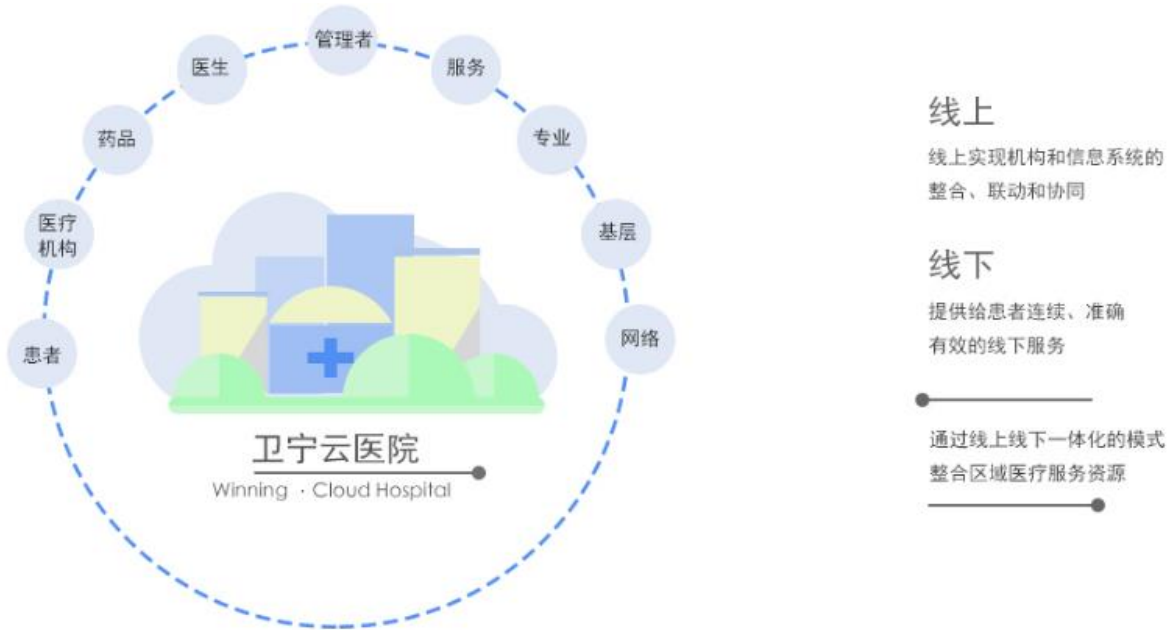 管理者
医生
服务
药品
专业
医疗
机构
基层
患者
网络
卫宁云医院
Winning · Cloud Hospital
线上
线上实现机构和信息系统的
整合、联动和协同
线下
提供给患者连续、准确
有效的线下服务
通过线上线下一体化的模式
整合区域医疗服务资源